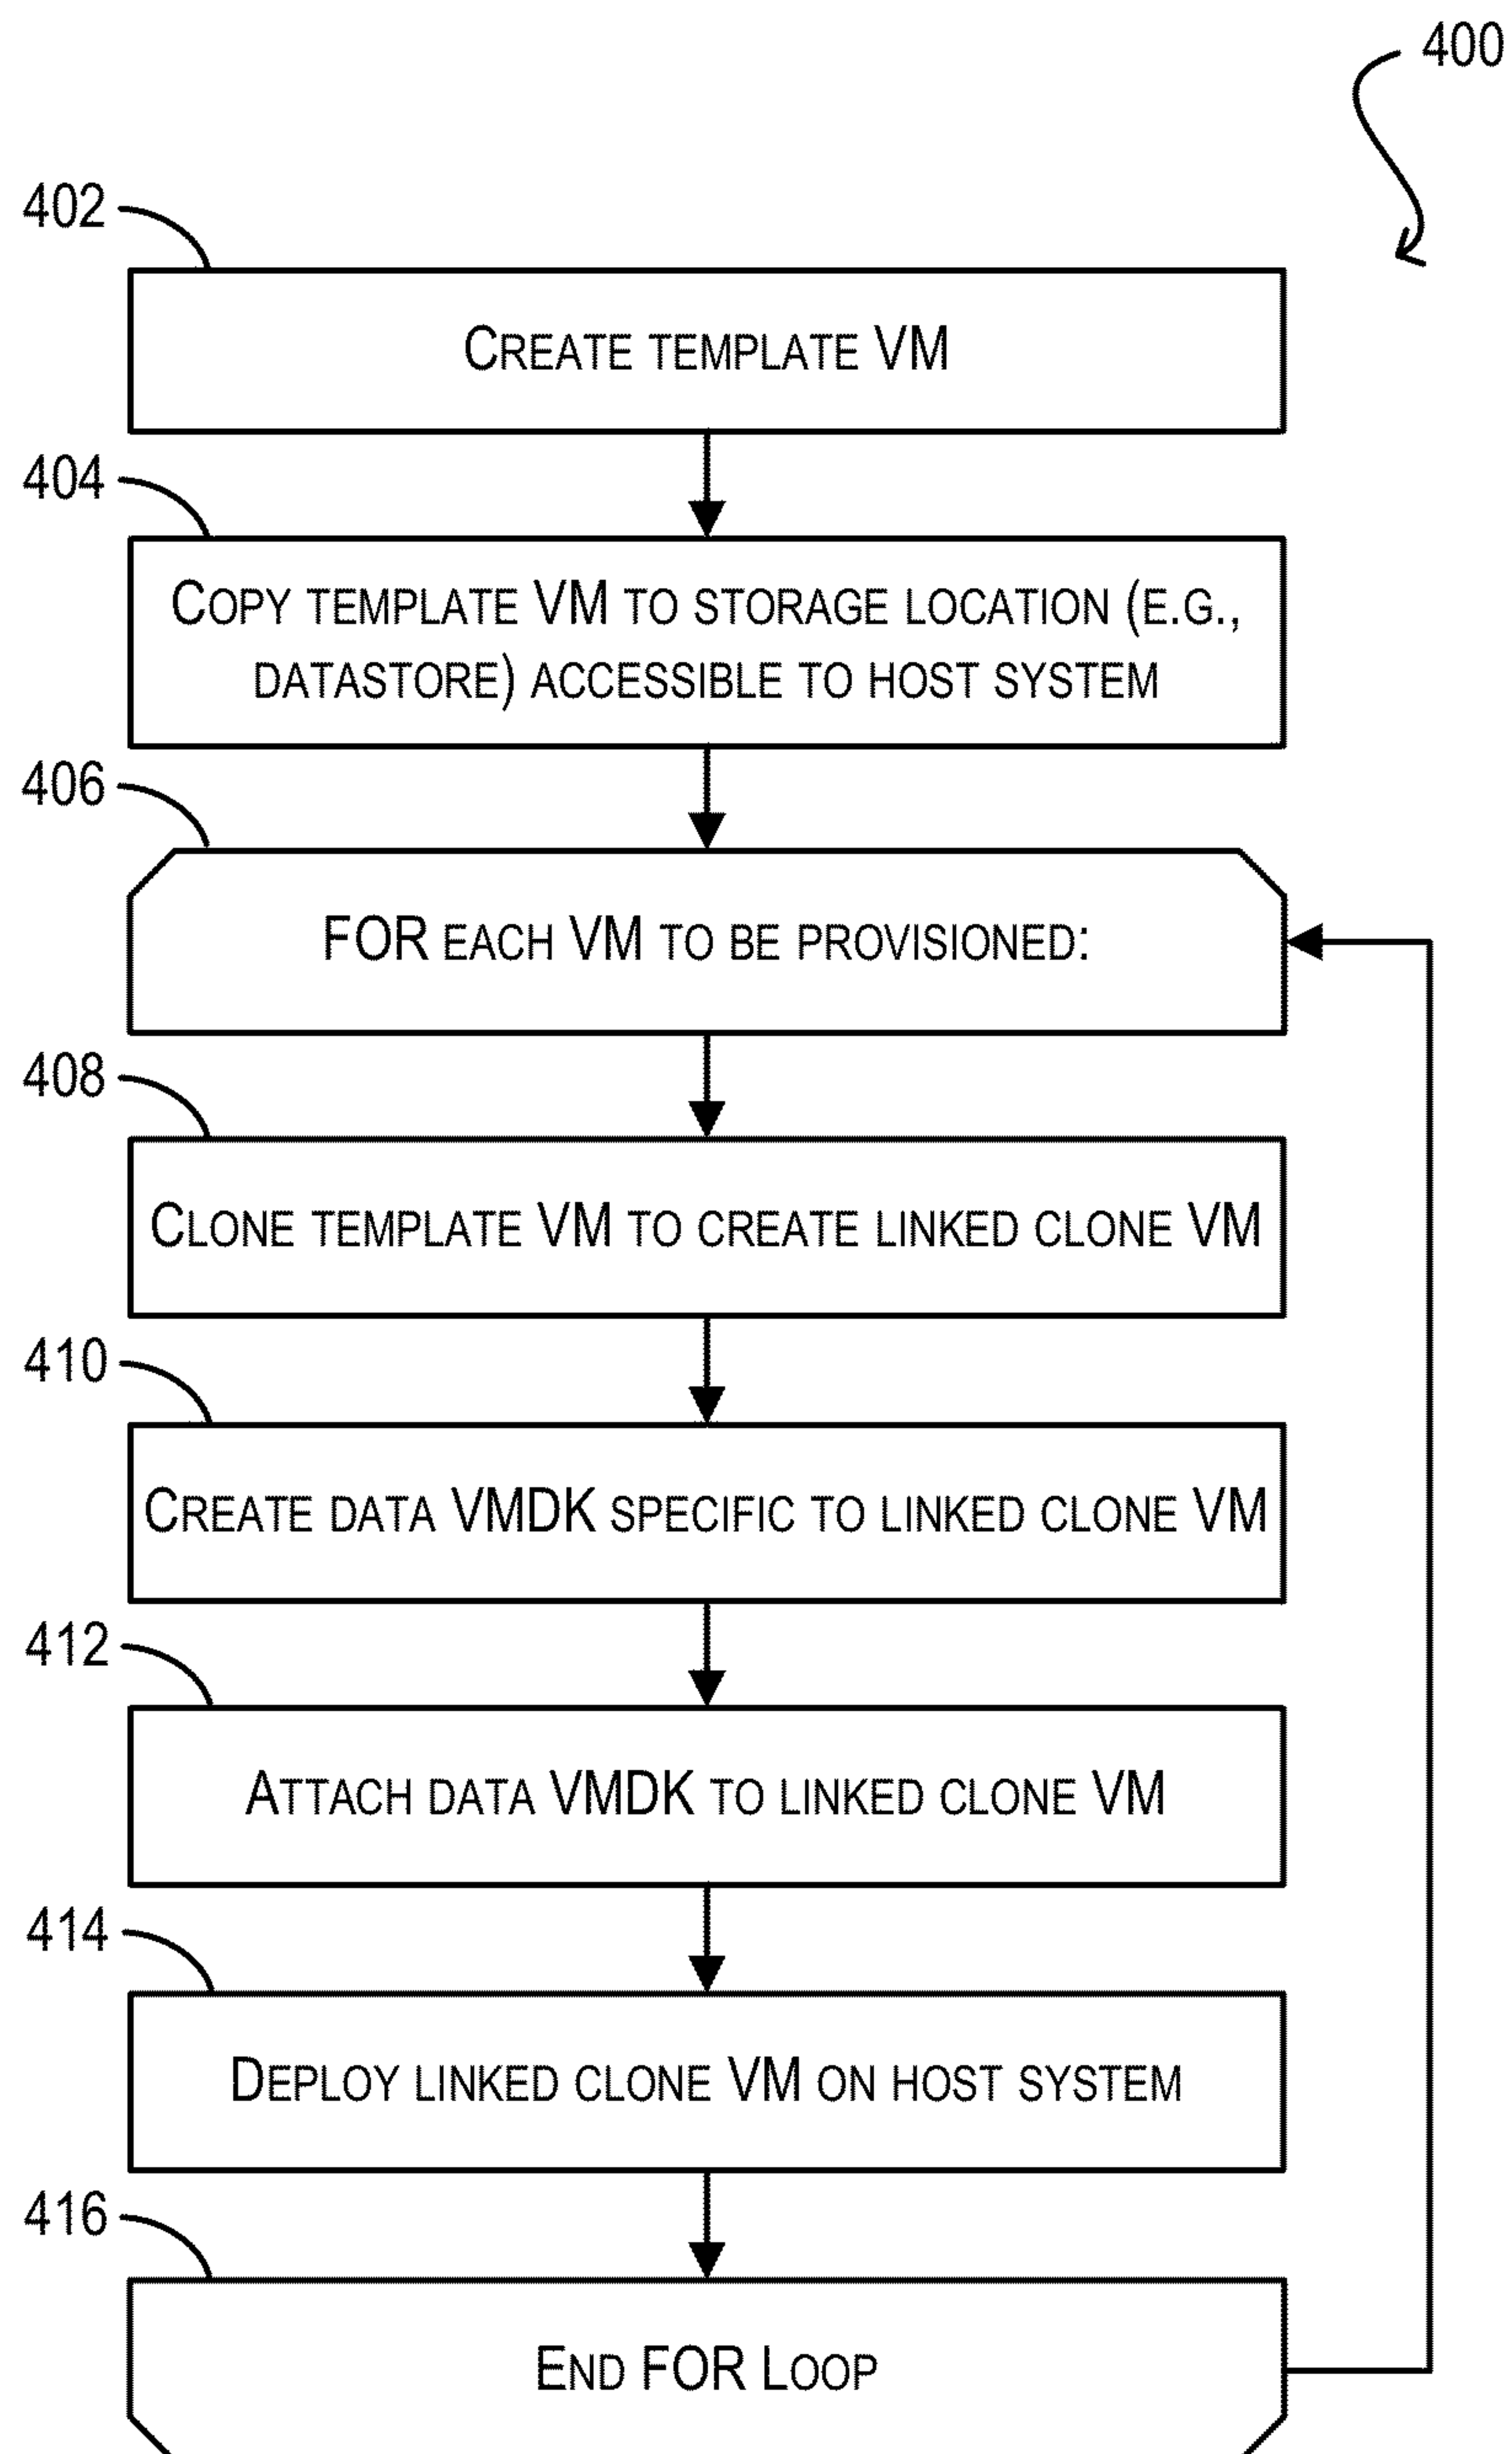 400
402
Create template VM
404
Copy template VM to storage location (e.g.,
datastore) accessible to host system
406
FOR each VM to be provisioned:
408
Clone template VM to create linked clone VM
410
Create data VMDK specific to linked clone VM
412
Attach data VMDK to linked clone VM
414
Deploy linked clone VM on host system
416
End FOR Loop